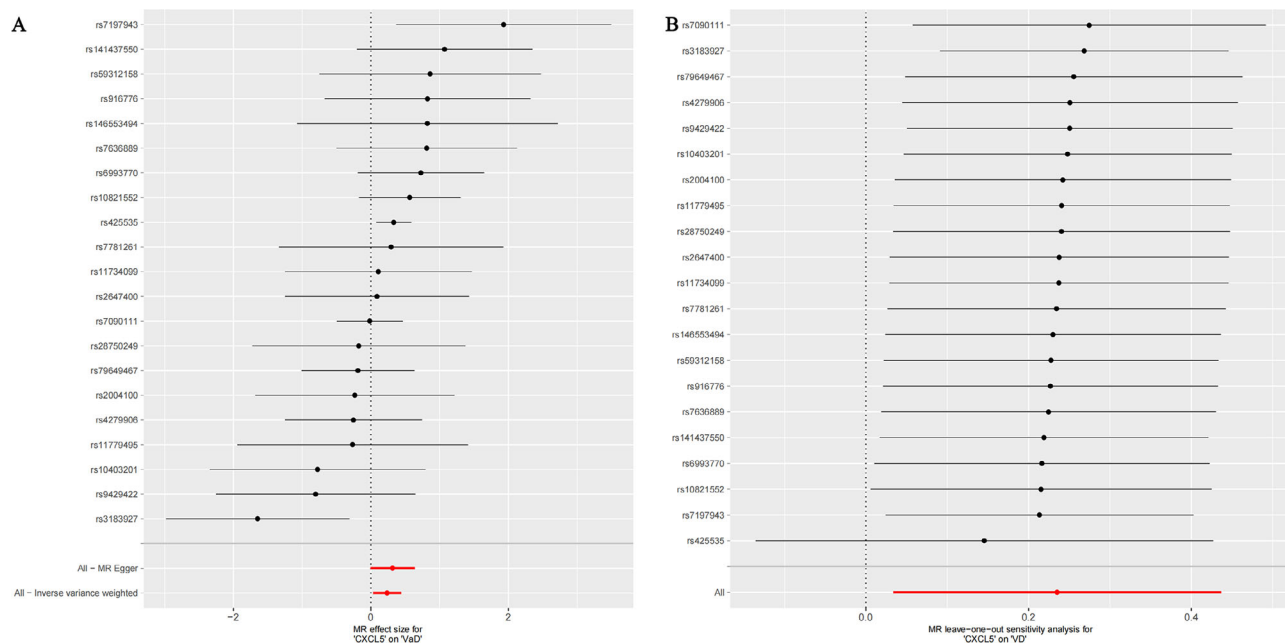 A
rs7197943
rs141437550
rs59312158
rs916776
rs146553494
rs7636889
rs6993770
rs10821552
rs425535
rs7781261
rs11734099
rs2647400
rs7090111
rs28750249
rs79649467
rs2004100
rs4279906
rs11779495
rs10403201
rs9429422
rs3183927
All − MR Egger
All − Inverse variance weighted
−2 0 2
MR effect size for
'CXCL5' on 'VaD'
B
rs7090111
rs3183927
rs79649467
rs4279906
rs9429422
rs10403201
rs2004100
rs11779495
rs28750249
rs2647400
rs11734099
rs7781261
rs146553494
rs59312158
rs916776
rs7636889
rs141437550
rs6993770
rs10821552
rs7197943
rs425535
All
0.0 0.2 0.4
MR leave−one−out sensitivity analysis for
'CXCL5' on 'VD'